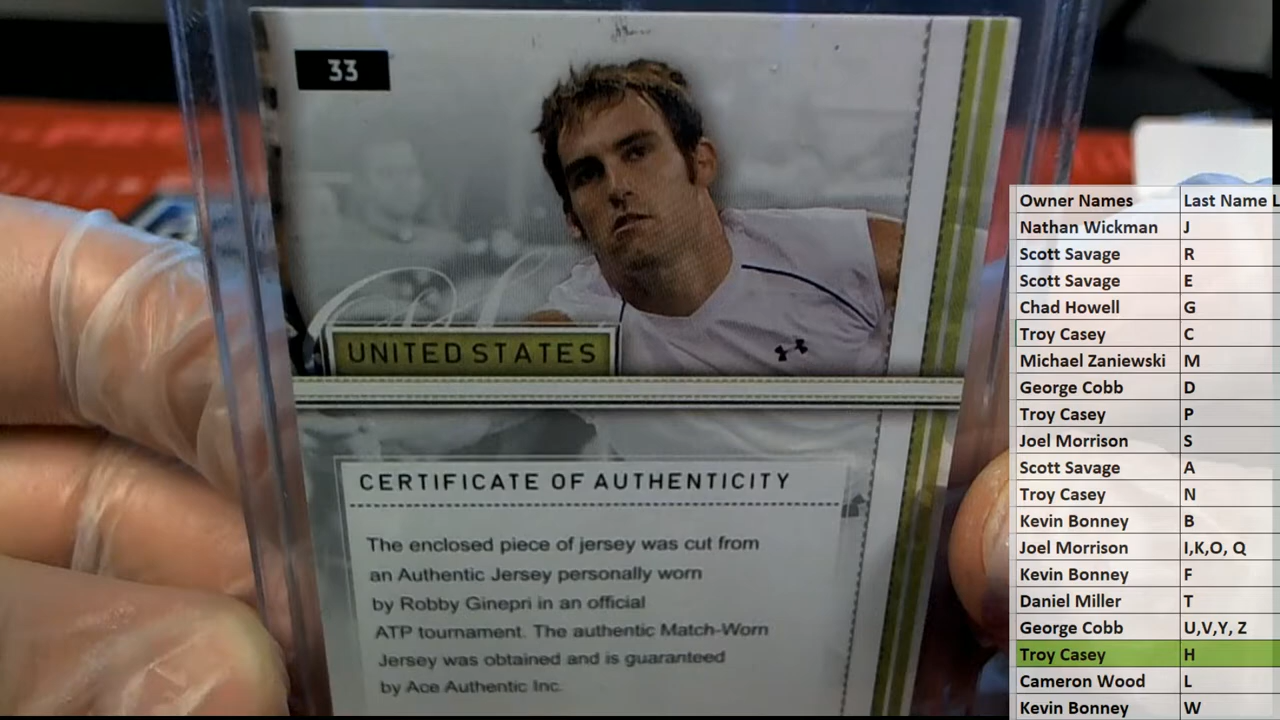 33
UNITED STATES
CERTIFICATE OF AUTHENTICITY
The enclosed piece of jersey was cut from
an Authentic Jersey personally worn
by Robby Ginepri in an official
ATP tournament. The authentic Match-Worn
Jersey was obtained and is guaranteed
by Ace Authentic Inc.
Owner Names Last Name L
Nathan Wickman J
Scott Savage R
Scott Savage E
Chad Howell G
Troy Casey C
Michael Zaniewski M
George Cobb D
Troy Casey P
Joel Morrison S
Scott Savage A
Troy Casey N
Kevin Bonney B
Joel Morrison I,K,O, Q
Kevin Bonney F
Daniel Miller T
George Cobb U,V,Y, Z
Troy Casey H
Cameron Wood L
Kevin Bonney W